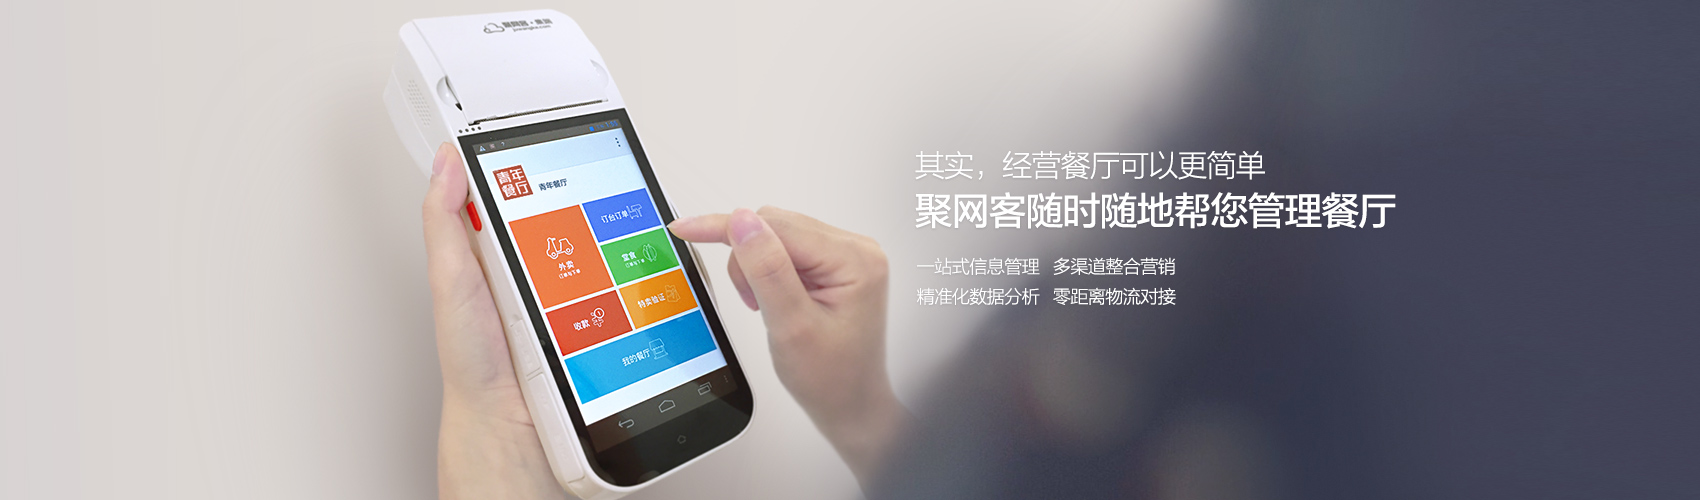 青年
餐厅
青年餐厅
订台订单
外卖
堂食
收款
特卖验证
我的餐厅
其实，经营餐厅可以更简单
聚网客随时随地帮您管理餐厅
一站式信息管理 多渠道整合营销
精准化数据分析 零距离物流对接